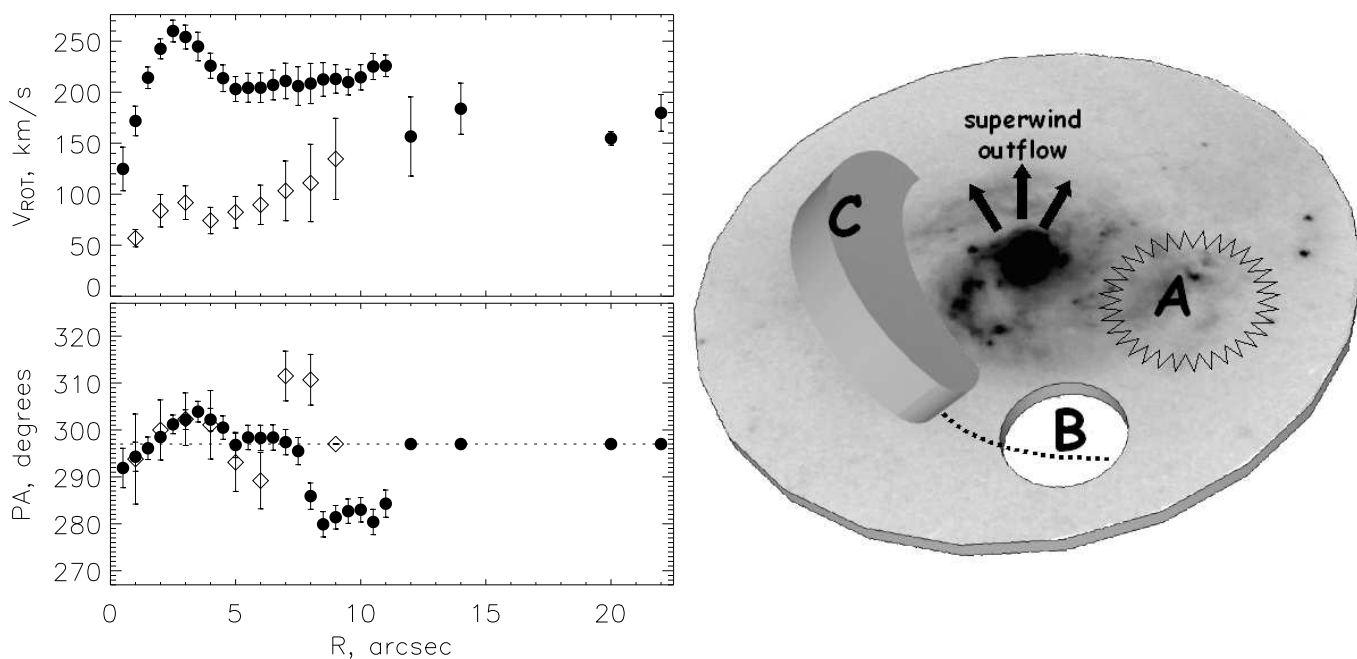 250
200
150
100
50
0
V_ROT, km/s
320
310
300
290
280
270
PA, degrees
0 5 10 15 20
R, arcsec
superwind
outflow
C
A
B